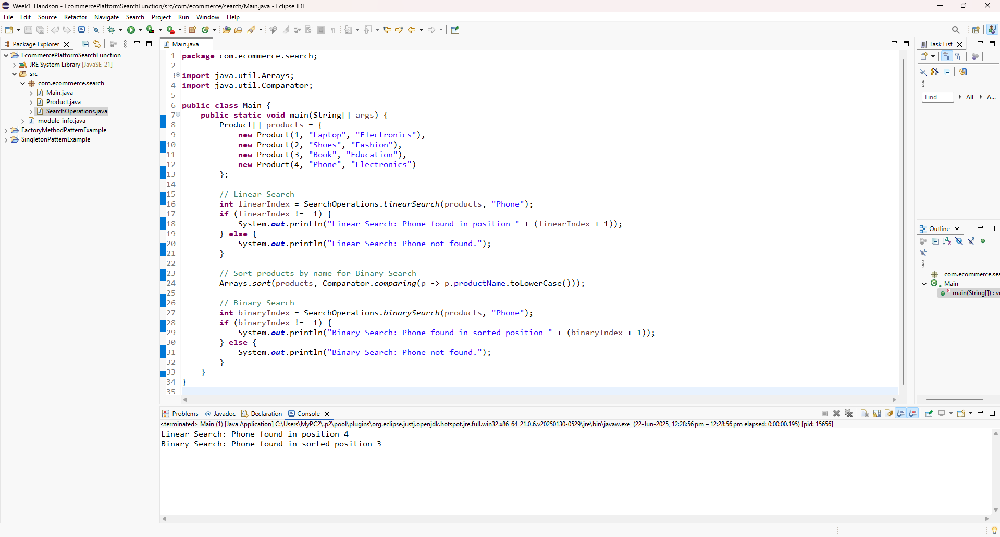 Week1_Handson - EcommercePlatformSearchFunction/src/com/ecommerce/search/Main.java - Eclipse IDE
File Edit Source Refactor Navigate Search Project Run Window Help
Package Explorer
EcommercePlatformSearchFunction
JRE System Library [JavaSE-21]
src
com.ecommerce.search
Main.java
Product.java
SearchOperations.java
module-info.java
FactoryMethodPatternExample
SingletonPatternExample
Main.java
1 package com.ecommerce.search;
2
3 import java.util.Arrays;
4 import java.util.Comparator;
5
6 public class Main {
7     public static void main(String[] args) {
8         Product[] products = {
9             new Product(1, "Laptop", "Electronics"),
10             new Product(2, "Shoes", "Fashion"),
11             new Product(3, "Book", "Education"),
12             new Product(4, "Phone", "Electronics")
13         };
14
15         // Linear Search
16         int linearIndex = SearchOperations.linearSearch(products, "Phone");
17         if (linearIndex != -1) {
18             System.out.println("Linear Search: Phone found in position " + (linearIndex + 1));
19         } else {
20             System.out.println("Linear Search: Phone not found.");
21         }
22
23         // Sort products by name for Binary Search
24         Arrays.sort(products, Comparator.comparing(p -> p.productName.toLowerCase()));
25
26         // Binary Search
27         int binaryIndex = SearchOperations.binarySearch(products, "Phone");
28         if (binaryIndex != -1) {
29             System.out.println("Binary Search: Phone found in sorted position " + (binaryIndex + 1));
30         } else {
31             System.out.println("Binary Search: Phone not found.");
32         }
33     }
34 }
35
Task List
Find All A...
Outline
com.ecommerce.sea
Main
main(String[]) : v
Problems Javadoc Declaration Console
<terminated> Main (1) [Java Application] C:\Users\MyPC2\.p2\pool\plugins\org.eclipse.justj.openjdk.hotspot.jre.full.win32.x86_64_21.0.6.v20250130-0529\jre\bin\javaw.exe (22-Jun-2025, 12:28:56 pm – 12:28:56 pm elapsed: 0:00:00.195) [pid: 15656]
Linear Search: Phone found in position 4
Binary Search: Phone found in sorted position 3